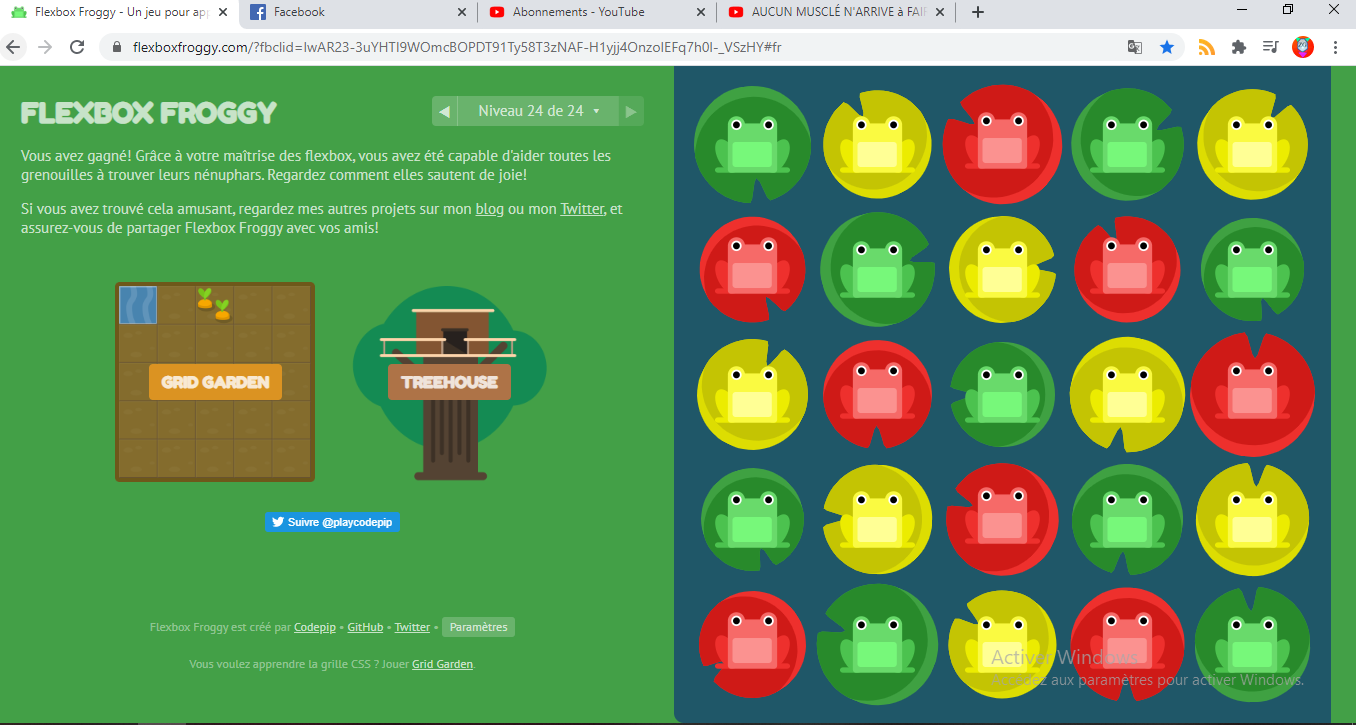 Flexbox Froggy - Un jeu pour app
Facebook
Abonnements - YouTube
AUCUN MUSCLÉ N'ARRIVE à FAIR
flexboxfroggy.com/?fbclid=IwAR23-3uYHTI9WOmcBOPDT91Ty58T3zNAF-H1yjj4OnzoIEFq7h0I-_VSzHY#fr
FLEXBOX FROGGY
Niveau 24 de 24
Vous avez gagné! Grâce à votre maîtrise des flexbox, vous avez été capable d'aider toutes les
grenouilles à trouver leurs nénuphars. Regardez comment elles sautent de joie!
Si vous avez trouvé cela amusant, regardez mes autres projets sur mon blog ou mon Twitter, et
assurez-vous de partager Flexbox Froggy avec vos amis!
GRID GARDEN
TREEHOUSE
Suivre @playcodepip
Flexbox Froggy est créé par Codepip • GitHub • Twitter • Paramètres
Vous voulez apprendre la grille CSS ? Jouer Grid Garden.
Activer Windows
Accédez aux paramètres pour activer Windows.